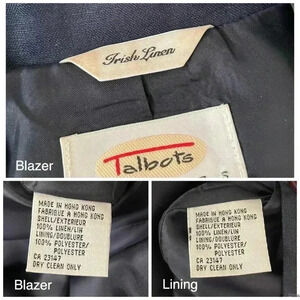 Irish Linen
Blazer
Talbots
MADE IN HONG KONG
FABRIQUE A HONG KONG
SHELL/EXTERIEUR
100% LINEN/LIN
LINING/DOUBLURE
100% POLYESTER/
POLYESTER
CA 23147
DRY CLEAN ONLY
Blazer
MADE IN HONG KONG
FABRIQUE A HONG KONG
SHELL/EXTERIEUR
100% LINEN/LIN
LINING/DOUBLURE
100% POLYESTER/
POLYESTER
CA 23147
DRY CLEAN ONLY
Lining